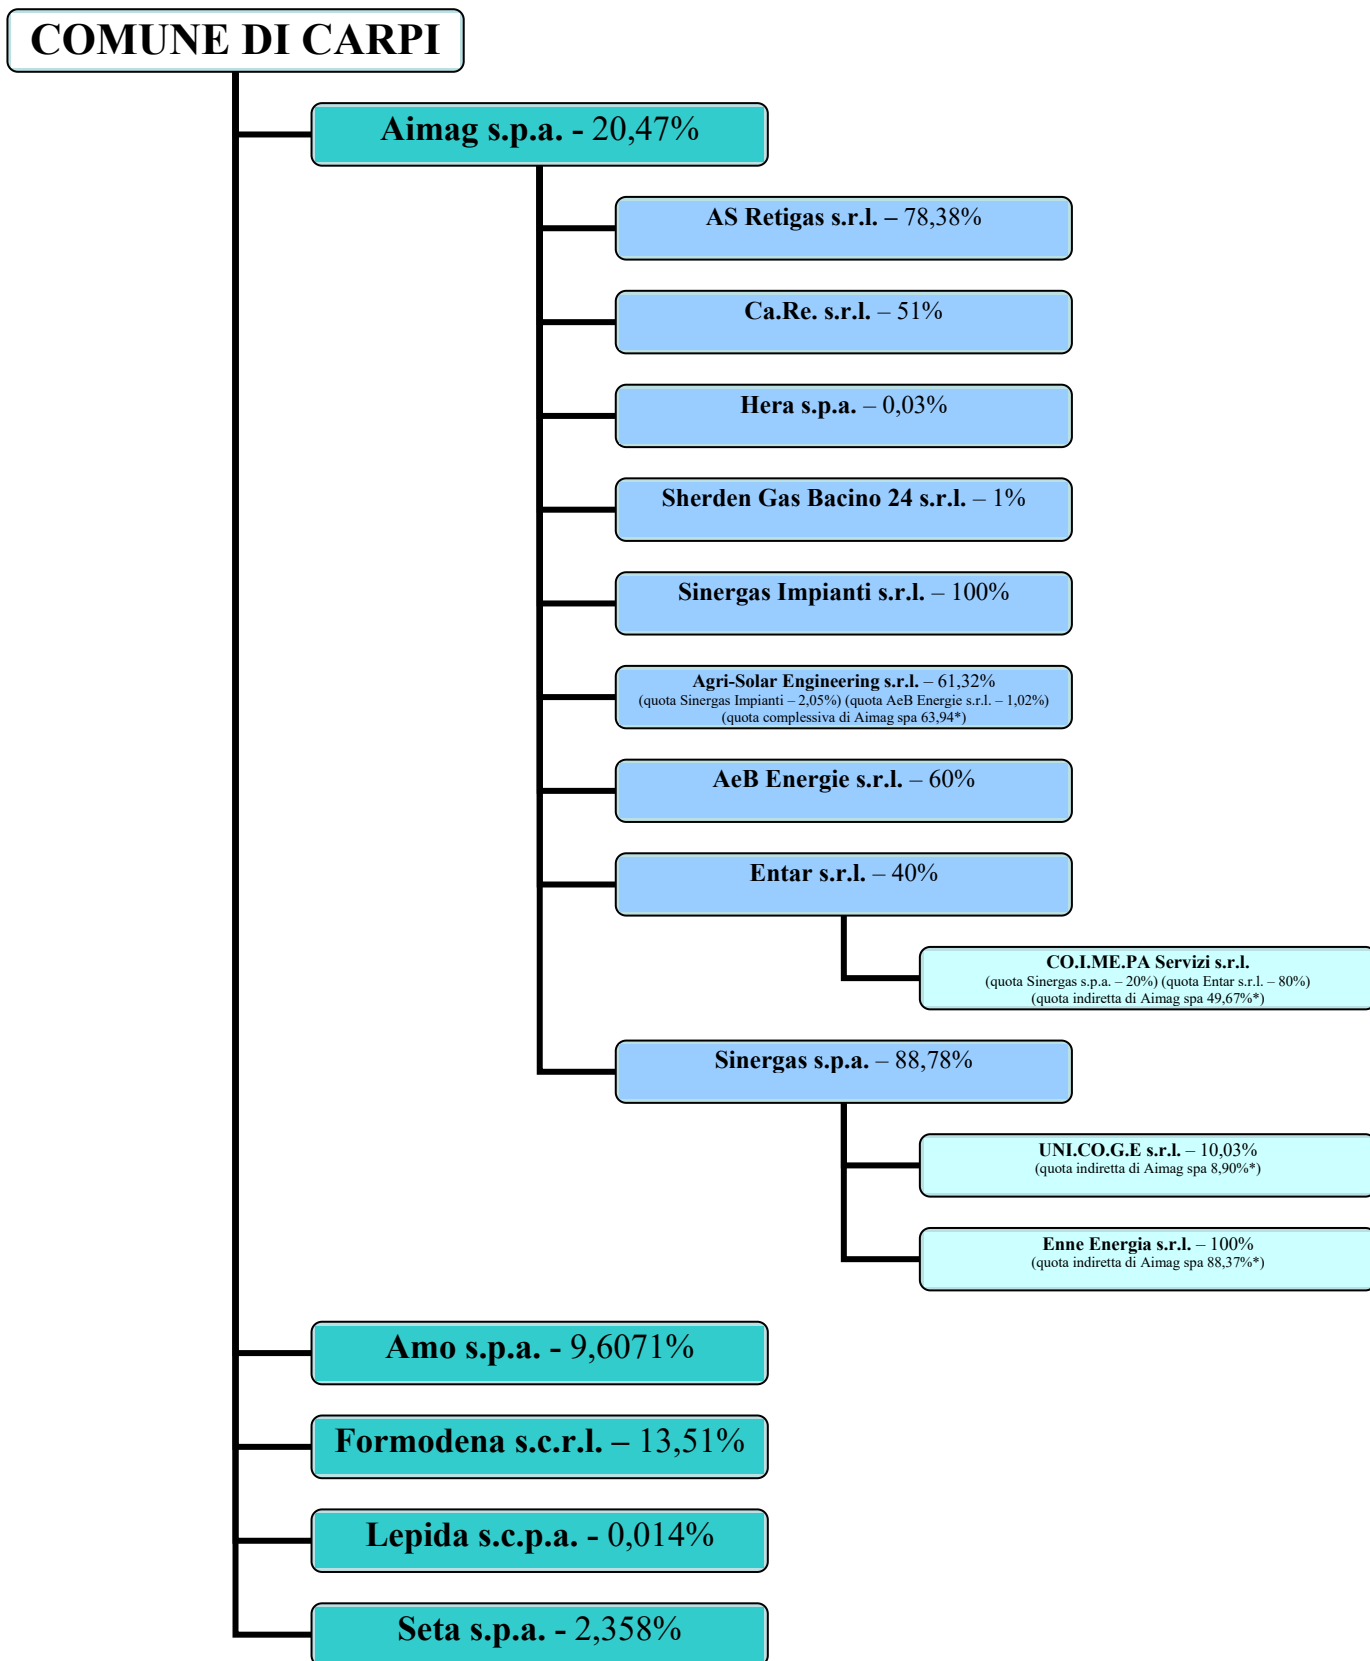 COMUNE DI CARPI
Aimag s.p.a. - 20,47%
AS Retigas s.r.l. – 78,38%
Ca.Re. s.r.l. – 51%
Hera s.p.a. – 0,03%
Sherden Gas Bacino 24 s.r.l. – 1%
Sinergas Impianti s.r.l. – 100%
Agri-Solar Engineering s.r.l. – 61,32%
(quota Sinergas Impianti – 2,05%) (quota AeB Energie s.r.l. – 1,02%)
(quota complessiva di Aimag spa 63,94*)
AeB Energie s.r.l. – 60%
Entar s.r.l. – 40%
CO.I.ME.PA Servizi s.r.l.
(quota Sinergas s.p.a. – 20%) (quota Entar s.r.l. – 80%)
(quota indiretta di Aimag spa 49,67%*)
Sinergas s.p.a. – 88,78%
UNI.CO.G.E s.r.l. – 10,03%
(quota indiretta di Aimag spa 8,90%*)
Enne Energia s.r.l. – 100%
(quota indiretta di Aimag spa 88,37%*)
Amo s.p.a. - 9,6071%
Formodena s.c.r.l. – 13,51%
Lepida s.c.p.a. - 0,014%
Seta s.p.a. - 2,358%